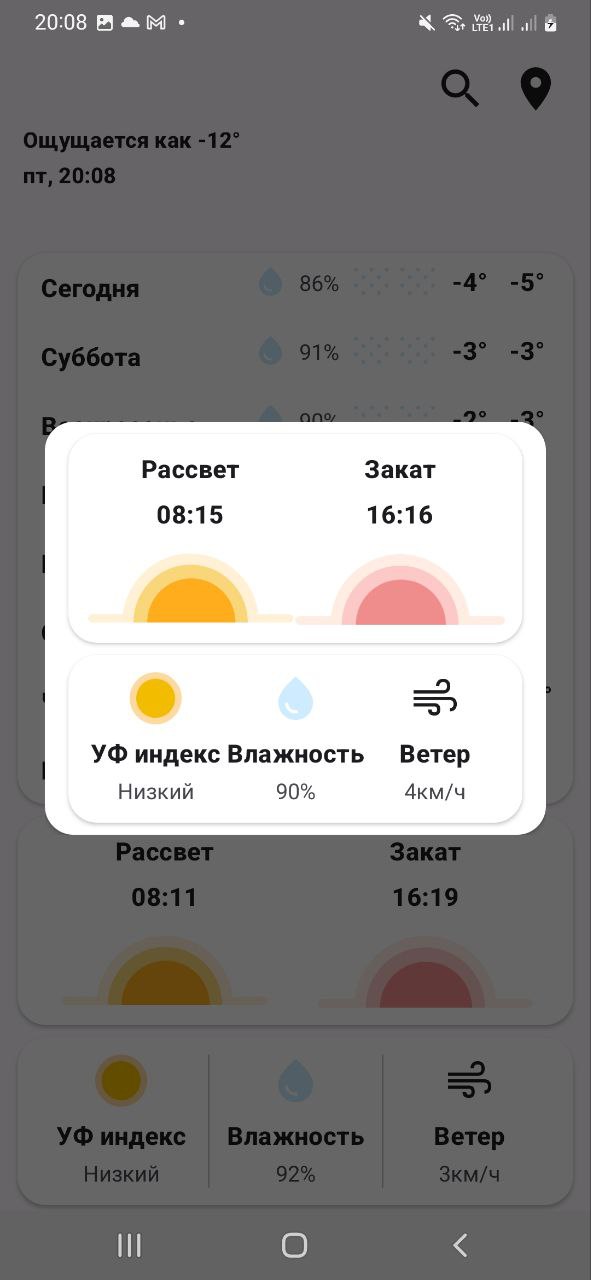 20:08 Vo)) LTE1
Ощущается как -12°
пт, 20:08
Сегодня 86% -4° -5°
Суббота 91% -3° -3°
90% -2° -3°
Рассвет Закат
08:15 16:16
УФ индекс Влажность Ветер
Низкий 90% 4км/ч
Рассвет Закат
08:11 16:19
УФ индекс Влажность Ветер
Низкий 92% 3км/ч